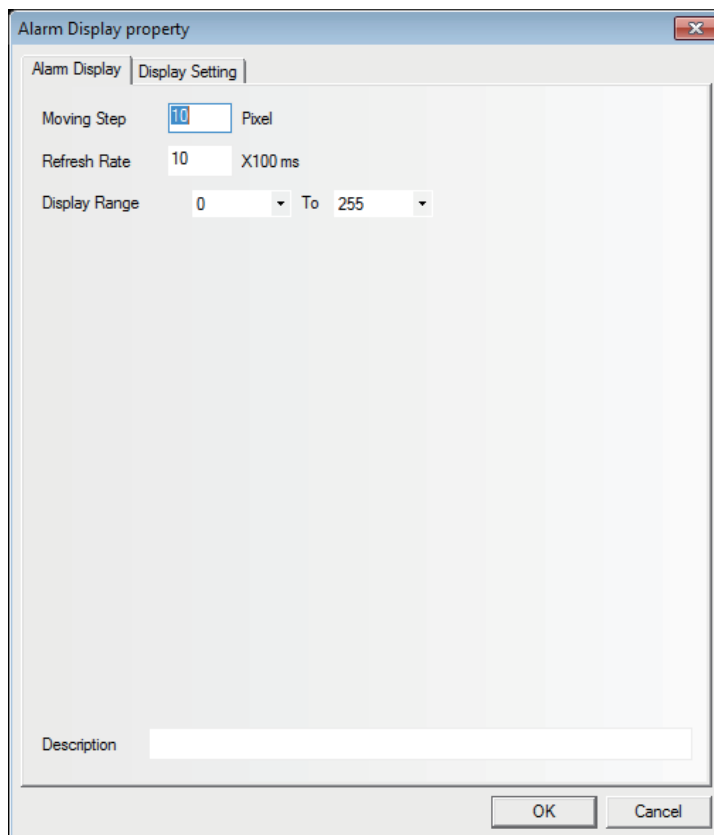 Alarm Display property
Alarm Display Display Setting
Moving Step 10 Pixel
Refresh Rate 10 X100 ms
Display Range 0 To 255
Description
OK Cancel